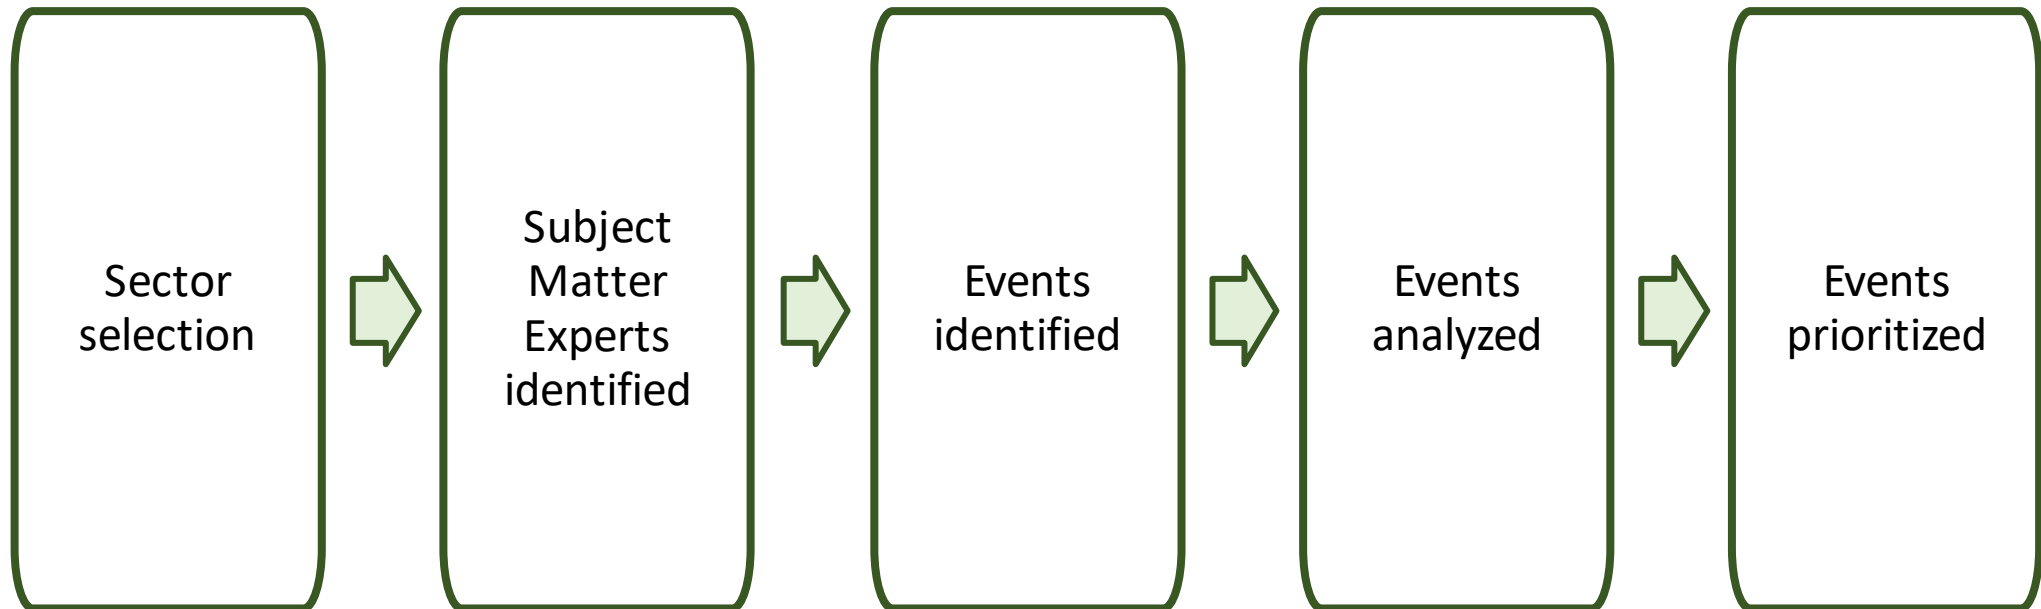 Sector
selection
Subject
Matter
Experts
identified
Events
identified
Events
analyzed
Events
prioritized